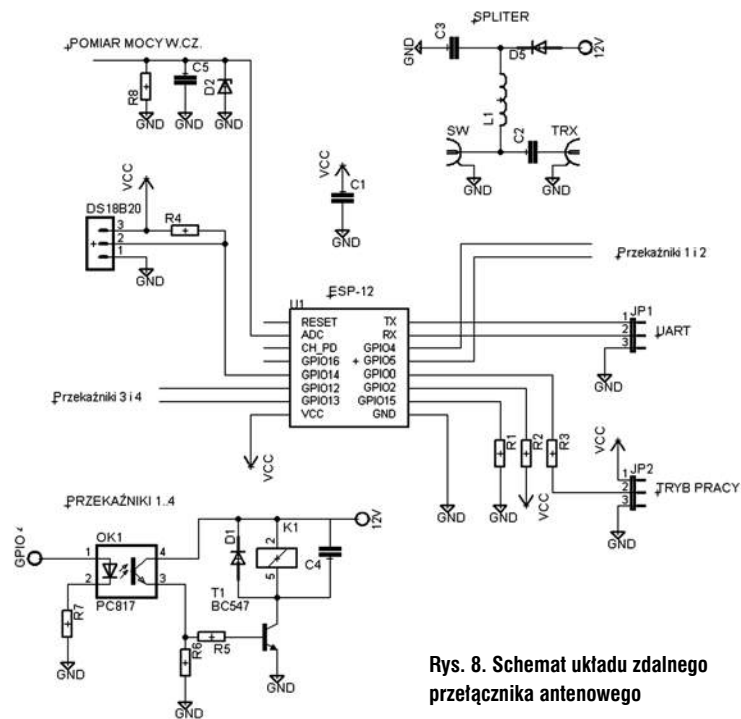 SPLITER
GND
C3
D5
12V
L1
SW
C2
TRX
GND
GND
POMIAR MOCY W.CZ.
R8
C5
D2
GND
GND
GND
VCC
C1
GND
VCC
DS18B20
3
2
1
R4
GND
U1
ESP-12
RESET
ADC
CH_PD
GPIO16
GPIO14
GPIO12
GPIO13
VCC
TX
RX
GPIO4
GPIO5
GPIO0
GPIO2
GPIO15
GND
Przekaźniki 1 i 2
JP1
1
2
3
UART
GND
Przekaźniki 3 i 4
VCC
GND
R1
R2
R3
GND
VCC
VCC
JP2
1
2
3
TRYB PRACY
GND
PRZEKAŹNIKI 1..4
OK1
GPIO 4
1
2
4
3
PC817
R7
GND
D1
K1
2
5
C4
12V
T1
BC547
R6
R5
GND
GND
Rys. 8. Schemat układu zdalnego
przełącznika antenowego